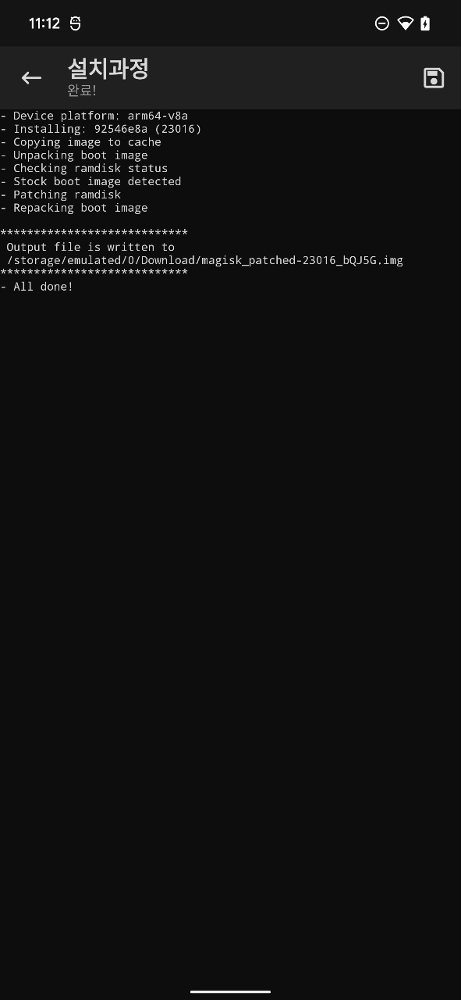 11:12
설치과정
완료!
- Device platform: arm64-v8a
- Installing: 92546e8a (23016)
- Copying image to cache
- Unpacking boot image
- Checking ramdisk status
- Stock boot image detected
- Patching ramdisk
- Repacking boot image
****************************
Output file is written to
/storage/emulated/0/Download/magisk_patched-23016_bQJ5G.img
****************************
- All done!